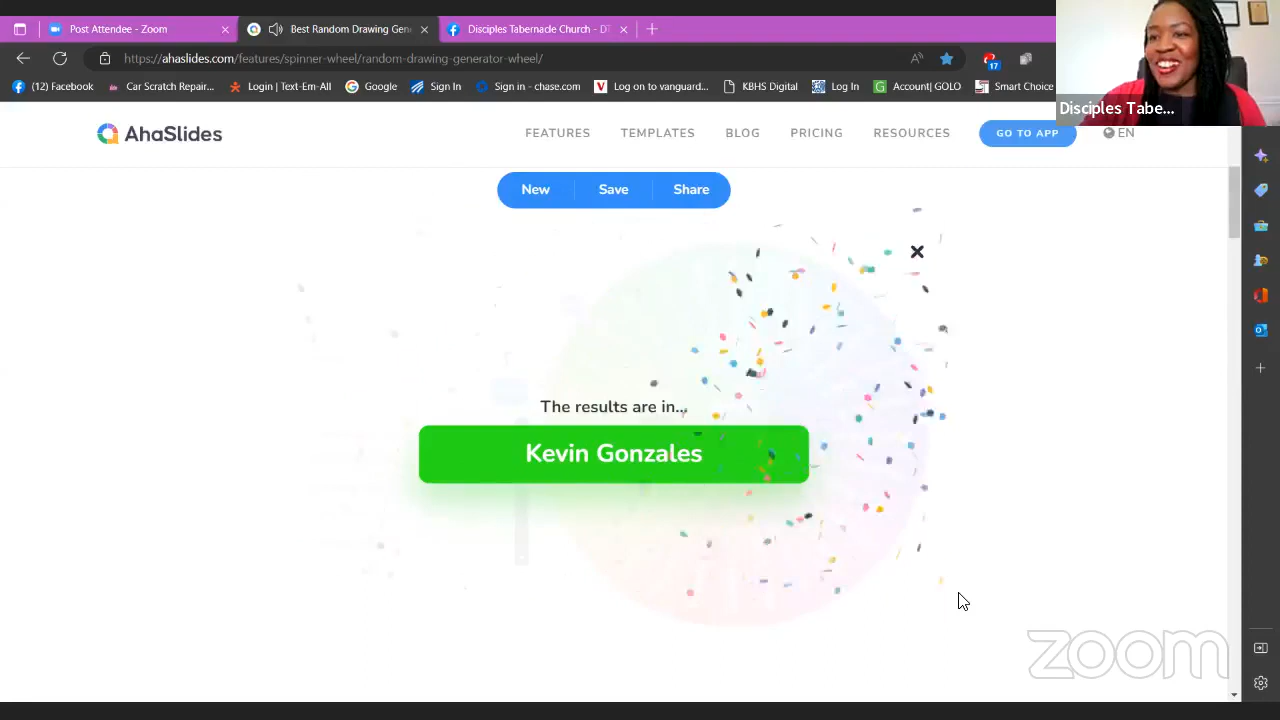 Post Attendee - Zoom
Best Random Drawing Gen
Disciples Tabernacle Church - DT
https://ahaslides.com/features/spinner-wheel/random-drawing-generator-wheel/
17
(12) Facebook
Car Scratch Repair...
Login | Text-Em-All
Google
Sign In
Sign in - chase.com
Log on to vanguard...
KBHS Digital
Log In
Account| GOLO
Smart Choice
Disciples Tabe...
AhaSlides
FEATURES
TEMPLATES
BLOG
PRICING
RESOURCES
GO TO APP
EN
New
Save
Share
The results are in...
Kevin Gonzales
zoom